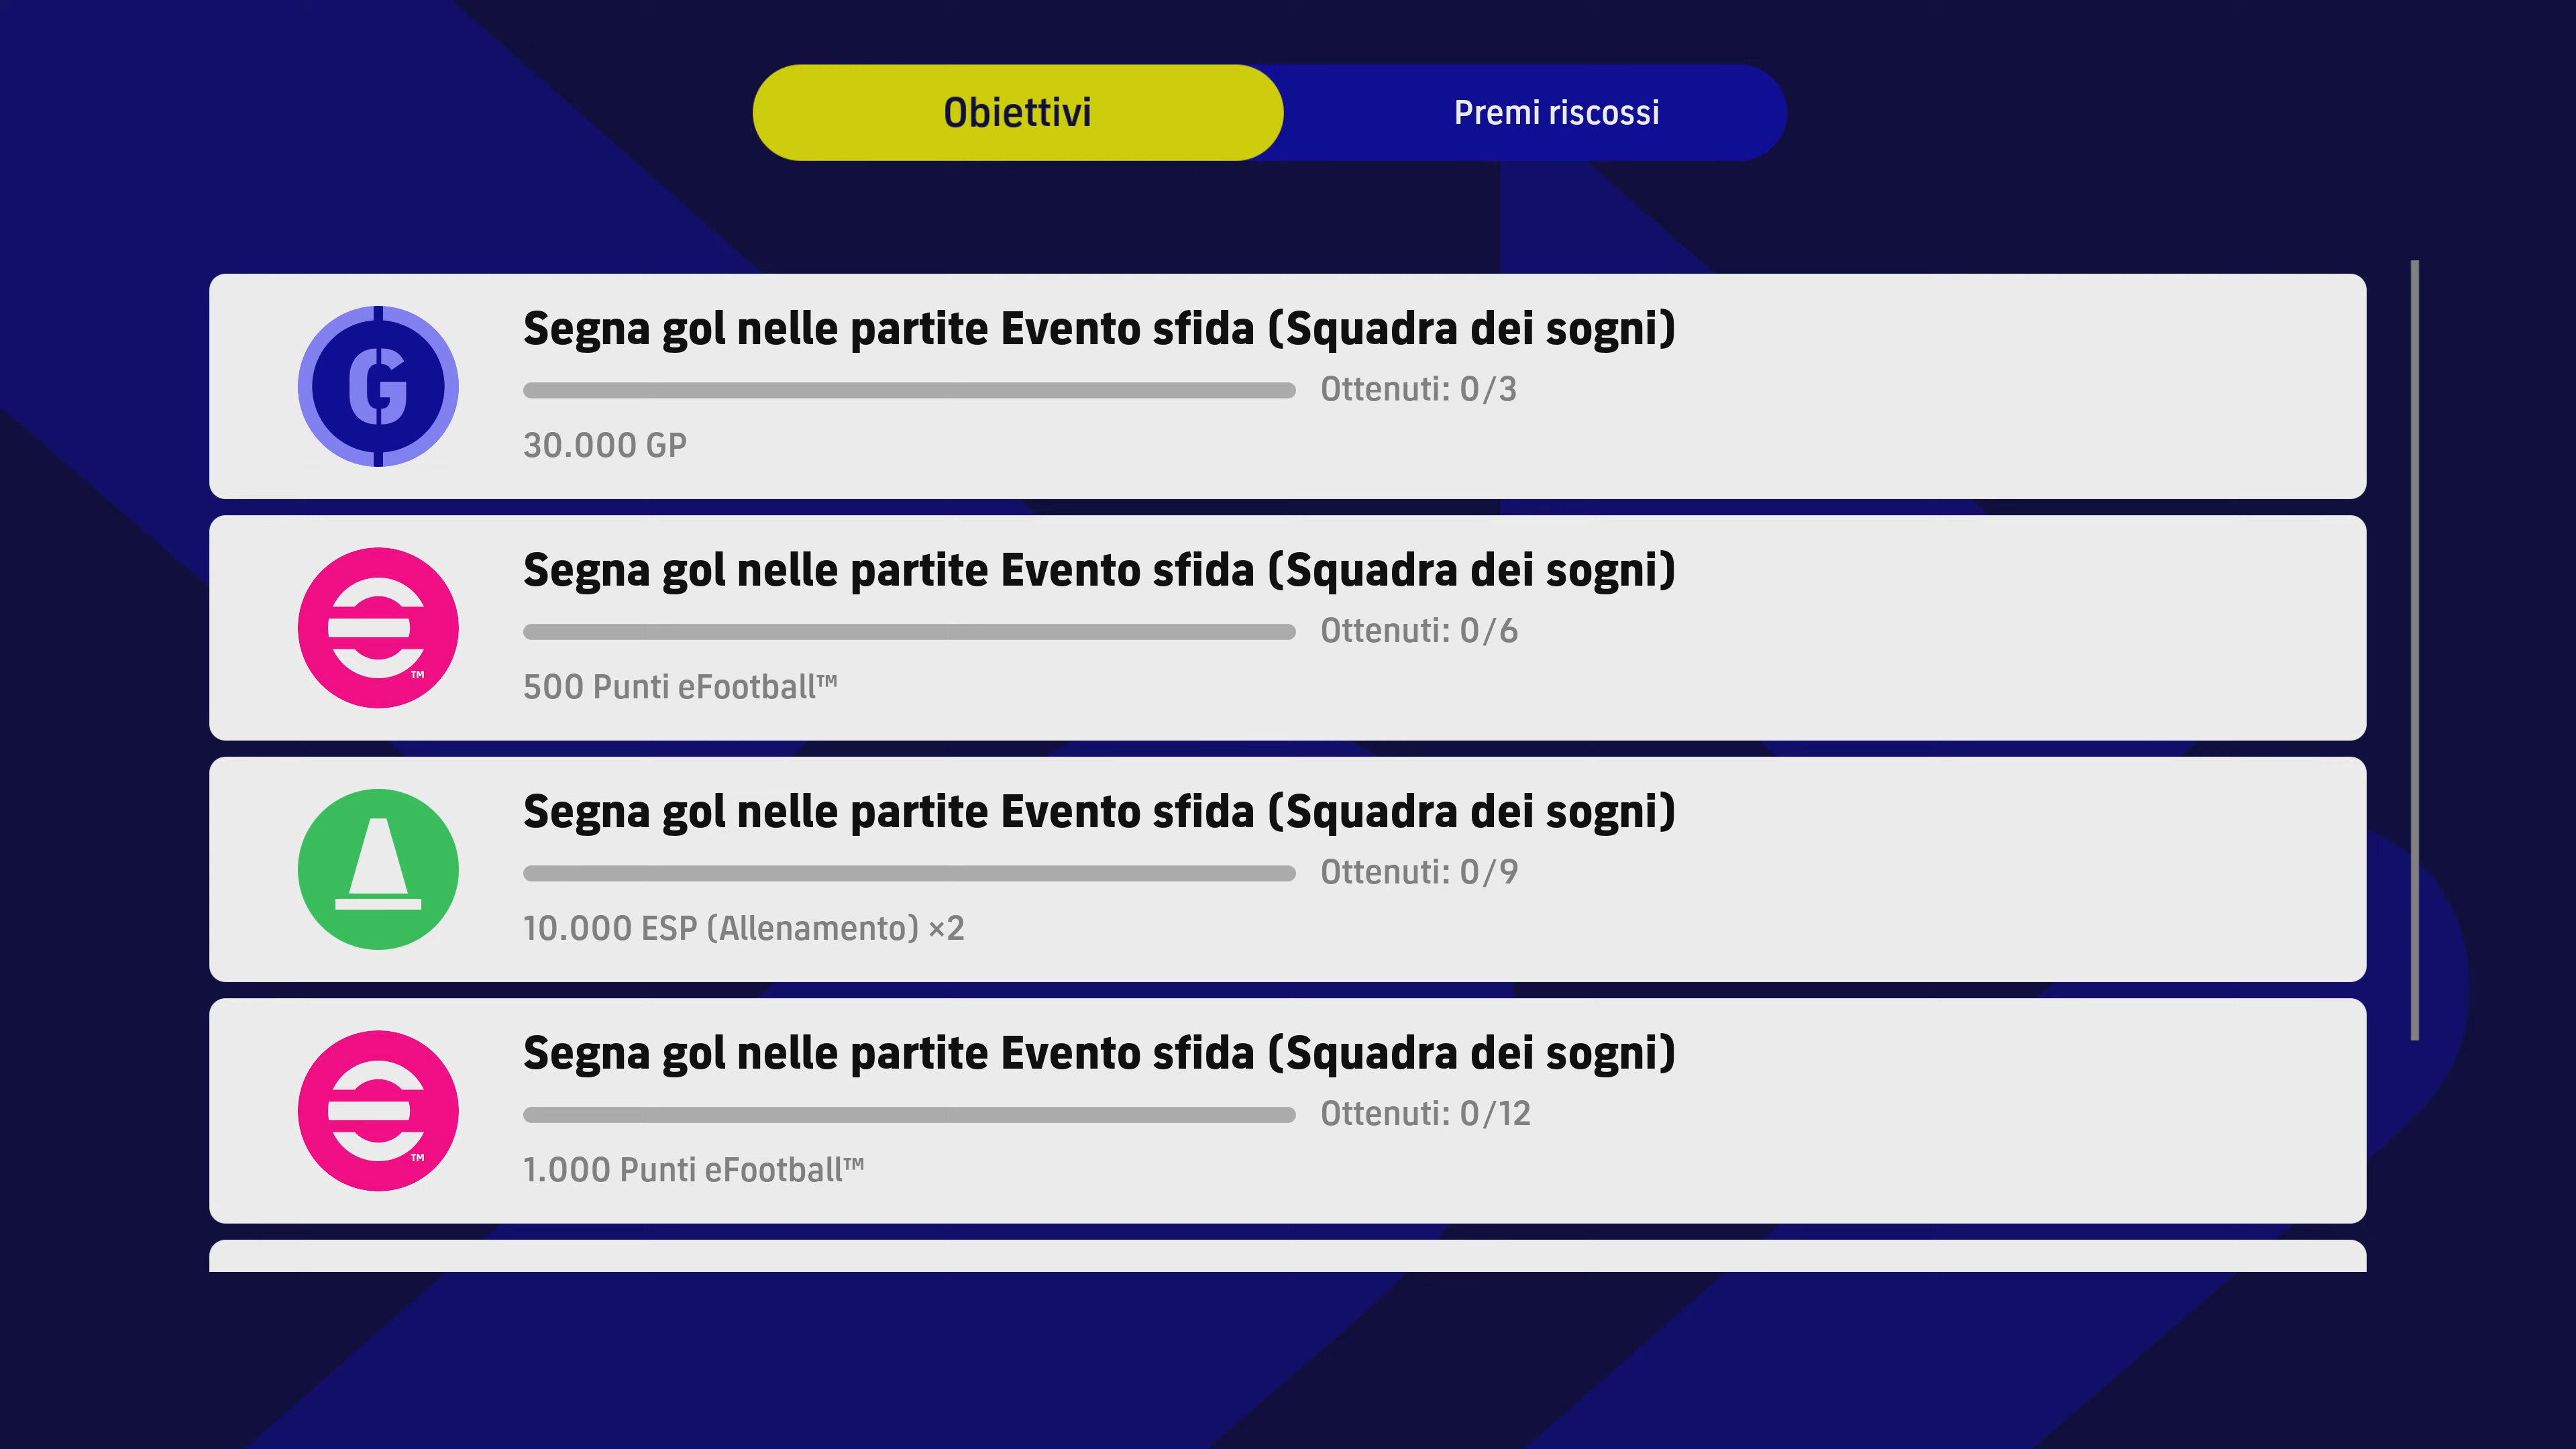 Obiettivi
Premi riscossi
Segna gol nelle partite Evento sfida (Squadra dei sogni)
Ottenuti: 0/3
30.000 GP
Segna gol nelle partite Evento sfida (Squadra dei sogni)
Ottenuti: 0/6
500 Punti eFootball™
Segna gol nelle partite Evento sfida (Squadra dei sogni)
Ottenuti: 0/9
10.000 ESP (Allenamento) ×2
Segna gol nelle partite Evento sfida (Squadra dei sogni)
Ottenuti: 0/12
1.000 Punti eFootball™